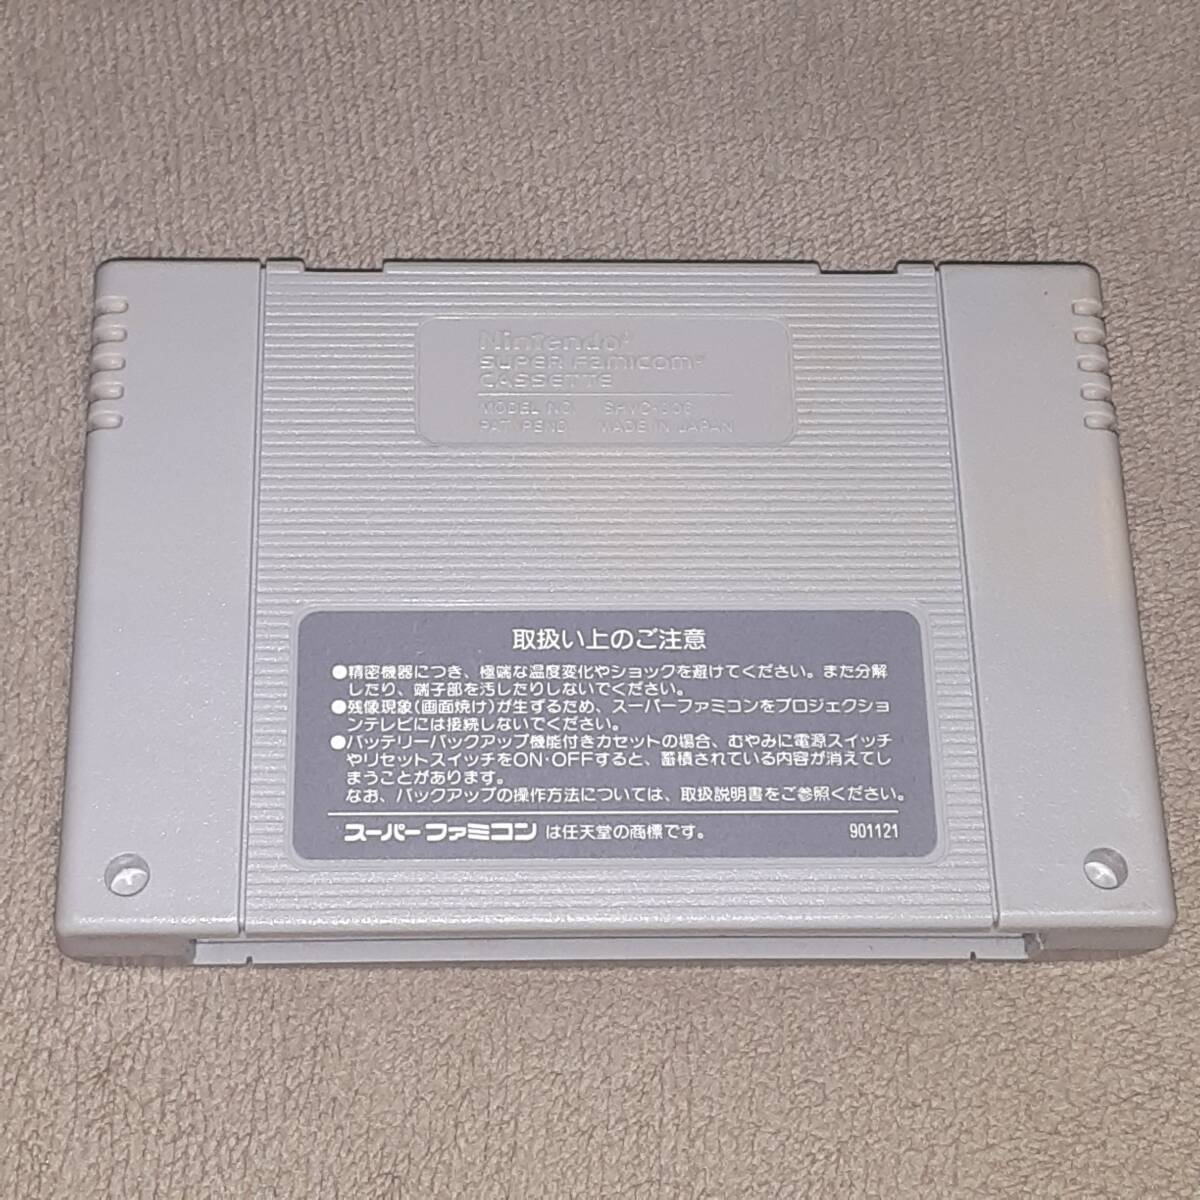 Nintendo®
SUPER FAMICOM®
CASSETTE
MODEL NO. SHVC-006
PAT. PEND. MADE IN JAPAN
取扱い上のご注意
●精密機器につき、極端な温度変化やショックを避けてください。また分解
したり、端子部を汚したりしないでください。
●残像現象(画面焼け)が生ずるため、スーパーファミコンをプロジェクショ
ンテレビには接続しないでください。
●バッテリーバックアップ機能付きカセットの場合、むやみに電源スイッチ
やリセットスイッチをON・OFFすると、蓄積されている内容が消えてし
まうことがあります。
なお、バックアップの操作方法については、取扱説明書をご参照ください。
スーパーファミコン は任天堂の商標です。 901121